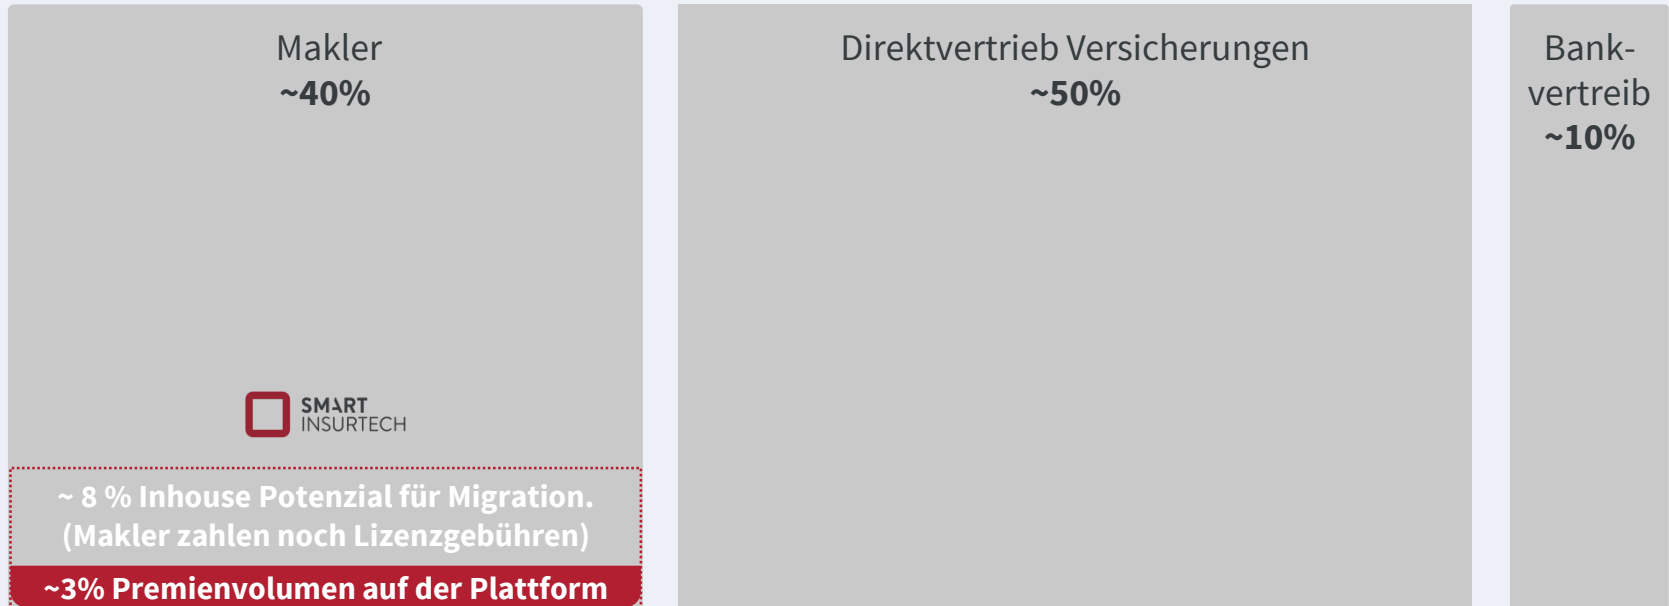 Makler
~40%
SMART
INSURTECH
~ 8 % Inhouse Potenzial für Migration.
(Makler zahlen noch Lizenzgebühren)
~3% Premienvolumen auf der Plattform
Direktvertrieb Versicherungen
~50%
Bank-
vertreib
~10%